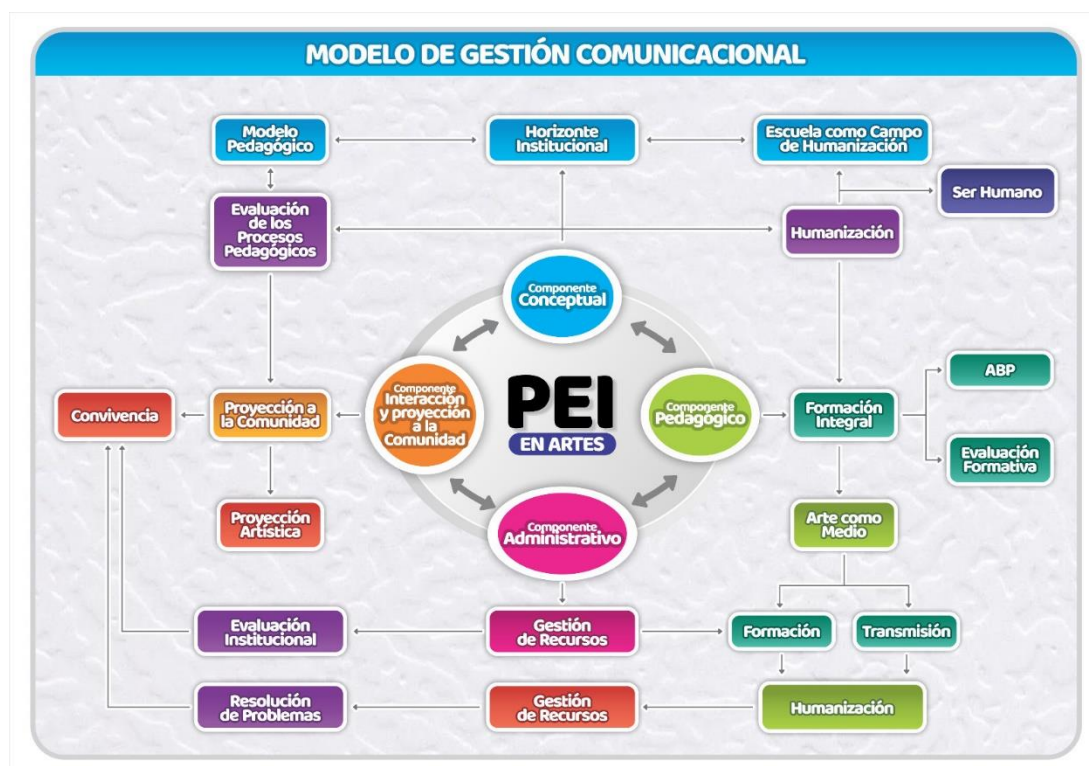 MODELO DE GESTIÓN COMUNICACIONAL
Modelo
Pedagógico
Horizonte
Institucional
Escuela como Campo
de Humanización
Ser Humano
Evaluación
de los
Procesos
Pedagógicos
Humanización
Componente
Conceptual
Componente
Interacción
y proyección
a la
Comunidad
PEI
EN ARTES
Componente
Pedagógico
Componente
Administrativo
Convivencia
Proyección a
la Comunidad
Formación
Integral
ABP
Evaluación
Formativa
Proyección
Artística
Arte como
Medio
Evaluación
Institucional
Gestión
de Recursos
Formación
Transmisión
Resolución
de Problemas
Gestión
de Recursos
Humanización